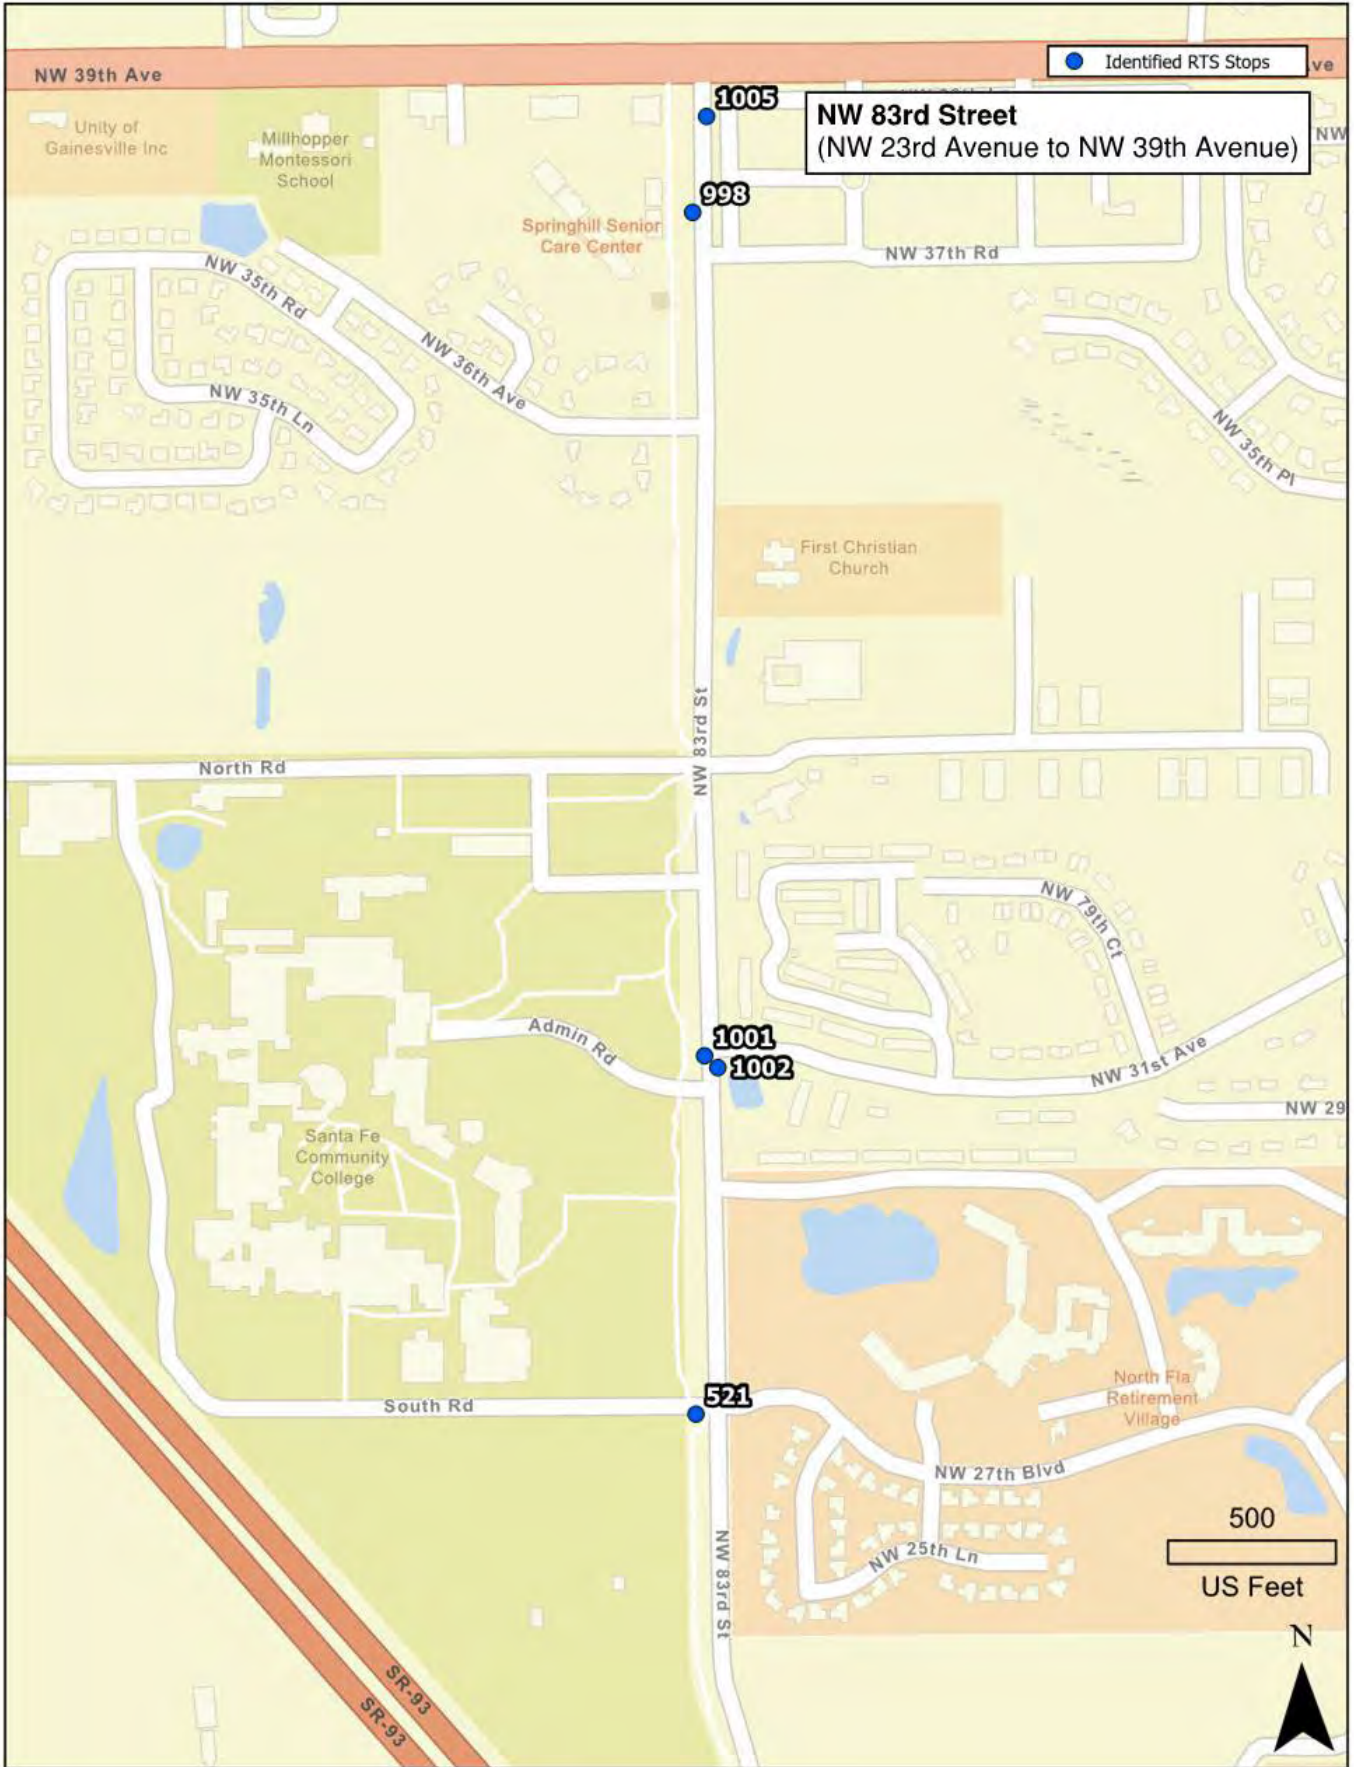 NW 39th Ave
Identified RTS Stops
ve
1005
NW 83rd Street
(NW 23rd Avenue to NW 39th Avenue)
NW
Unity of
Gainesville Inc
Millhopper
Montessori
School
998
Springhill Senior
Care Center
NW 37th Rd
NW 35th Rd
NW 36th Ave
NW 35th Ln
NW 35th Pl
First Christian
Church
NW 83rd St
North Rd
NW 79th Ct
Admin Rd
1001
1002
NW 31st Ave
NW 29
Santa Fe
Community
College
North Fla
Retirement
Village
521
South Rd
NW 27th Blvd
500
US Feet
NW 25th Ln
NW 83rd St
N
SR-93
SR-93